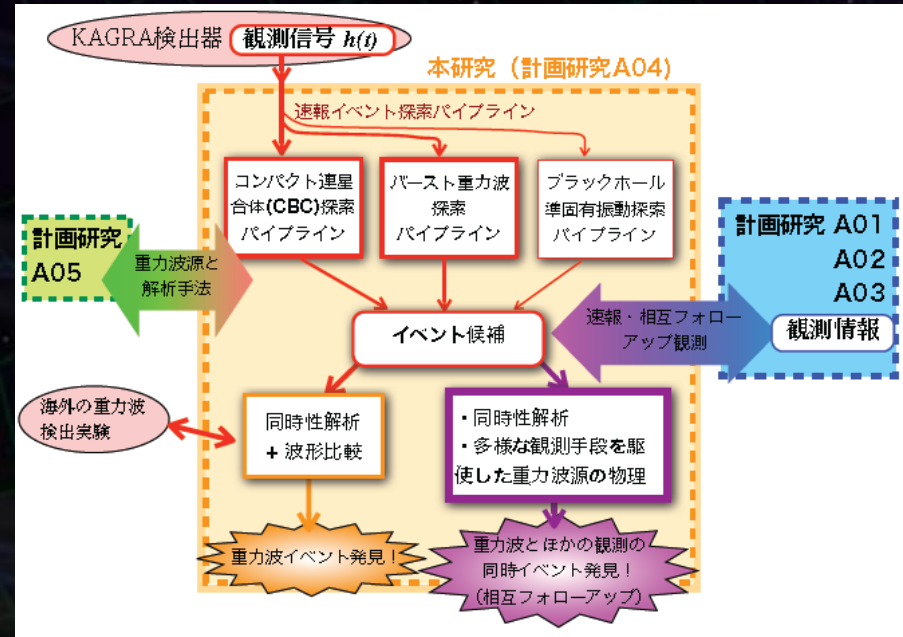 KAGRA検出器 観測信号 h(t)
本研究（計画研究A04）
速報イベント探索パイプライン
コンパクト連星
合体(CBC)探索
パイプライン
バースト重力波
探索
パイプライン
ブラックホール
準固有振動探索
パイプライン
計画研究
A05
重力波源と
解析手法
計画研究 A01
A02
A03
観測情報
速報・相互フォロー
アップ観測
イベント候補
海外の重力波
検出実験
同時性解析
+ 波形比較
・同時性解析
・多様な観測手段を駆
使した重力波源の物理
重力波イベント発見！
重力波とほかの観測の
同時イベント発見！
（相互フォローアップ）